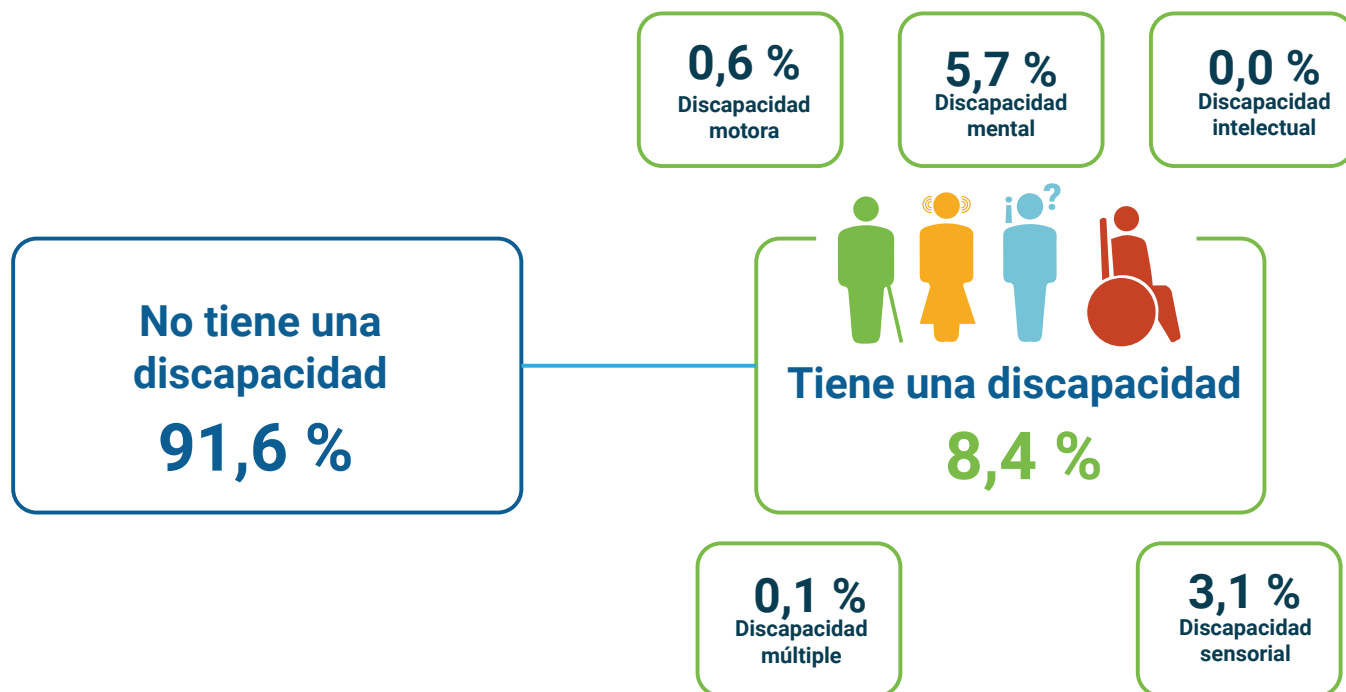 0,6 %
Discapacidad
motora
5,7 %
Discapacidad
mental
0,0 %
Discapacidad
intelectual
¡ ?
No tiene una
discapacidad
91,6 %
Tiene una discapacidad
8,4 %
0,1 %
Discapacidad
múltiple
3,1 %
Discapacidad
sensorial